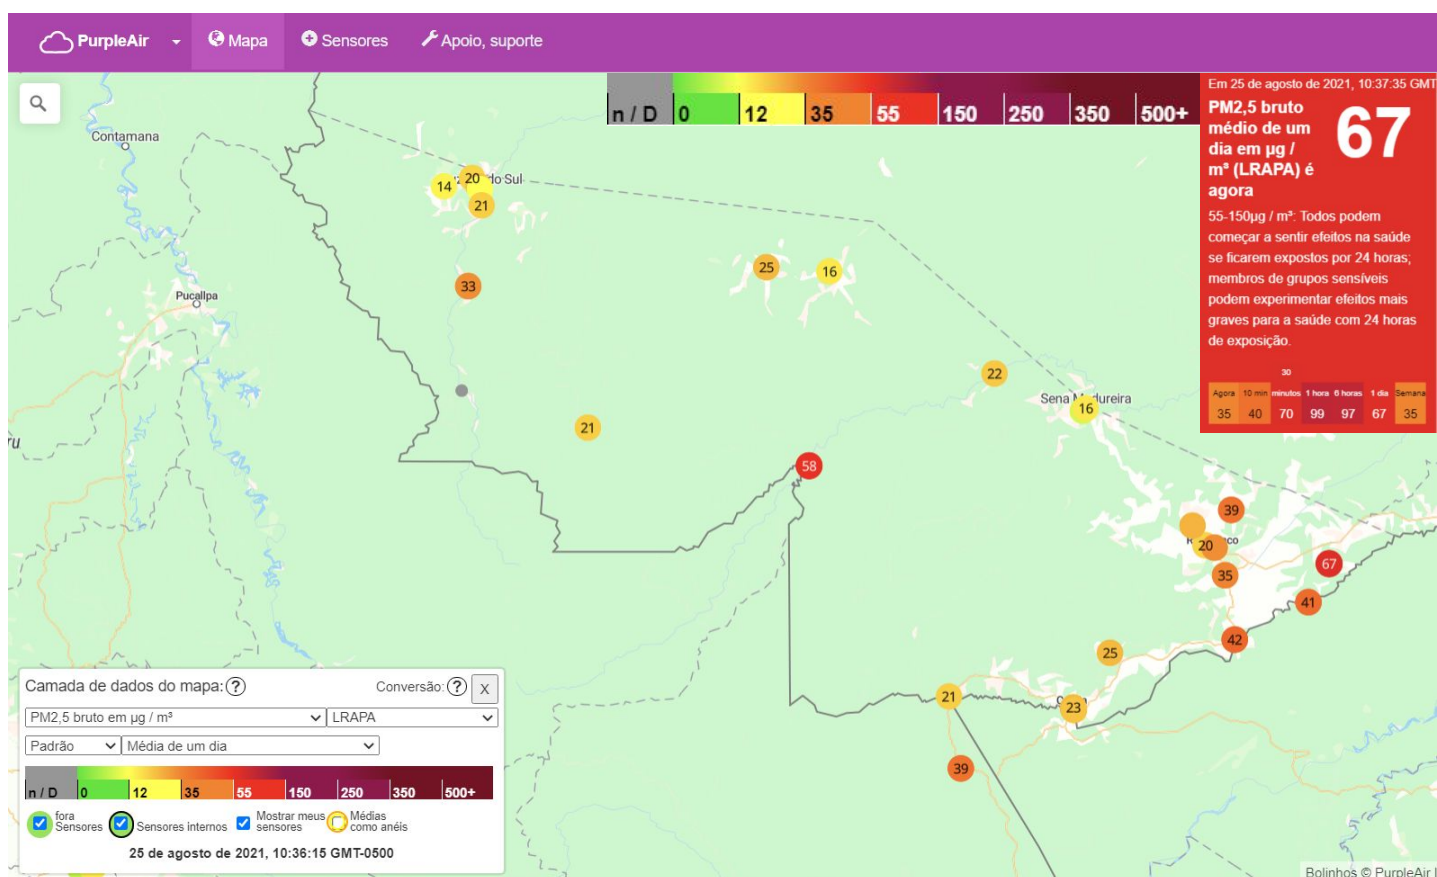 PurpleAir
Mapa
Sensores
Apoio, suporte
n / D 0 12 35 55 150 250 350 500+
Em 25 de agosto de 2021, 10:37:35 GMT
PM2,5 bruto
médio de um
dia em µg /
m³ (LRAPA) é
agora
67
55-150µg / m³: Todos podem
começar a sentir efeitos na saúde
se ficarem expostos por 24 horas;
membros de grupos sensíveis
podem experimentar efeitos mais
graves para a saúde com 24 horas
de exposição.
30
Agora 10 min minutos 1 hora 6 horas 1 dia Semana
35 40 70 99 97 67 35
Contamana
14
20
do Sul
21
33
Pucallpa
25
16
22
Sena Madureira
16
21
58
39
20
co
35
67
41
42
25
21
23
39
ru
Camada de dados do mapa: ?
Conversão: ? X
PM2,5 bruto em µg / m³
LRAPA
Padrão
Média de um dia
n / D 0 12 35 55 150 250 350 500+
fora
Sensores
Sensores internos
Mostrar meus
sensores
Médias
como anéis
25 de agosto de 2021, 10:36:15 GMT-0500
Bolinhos © PurpleAir